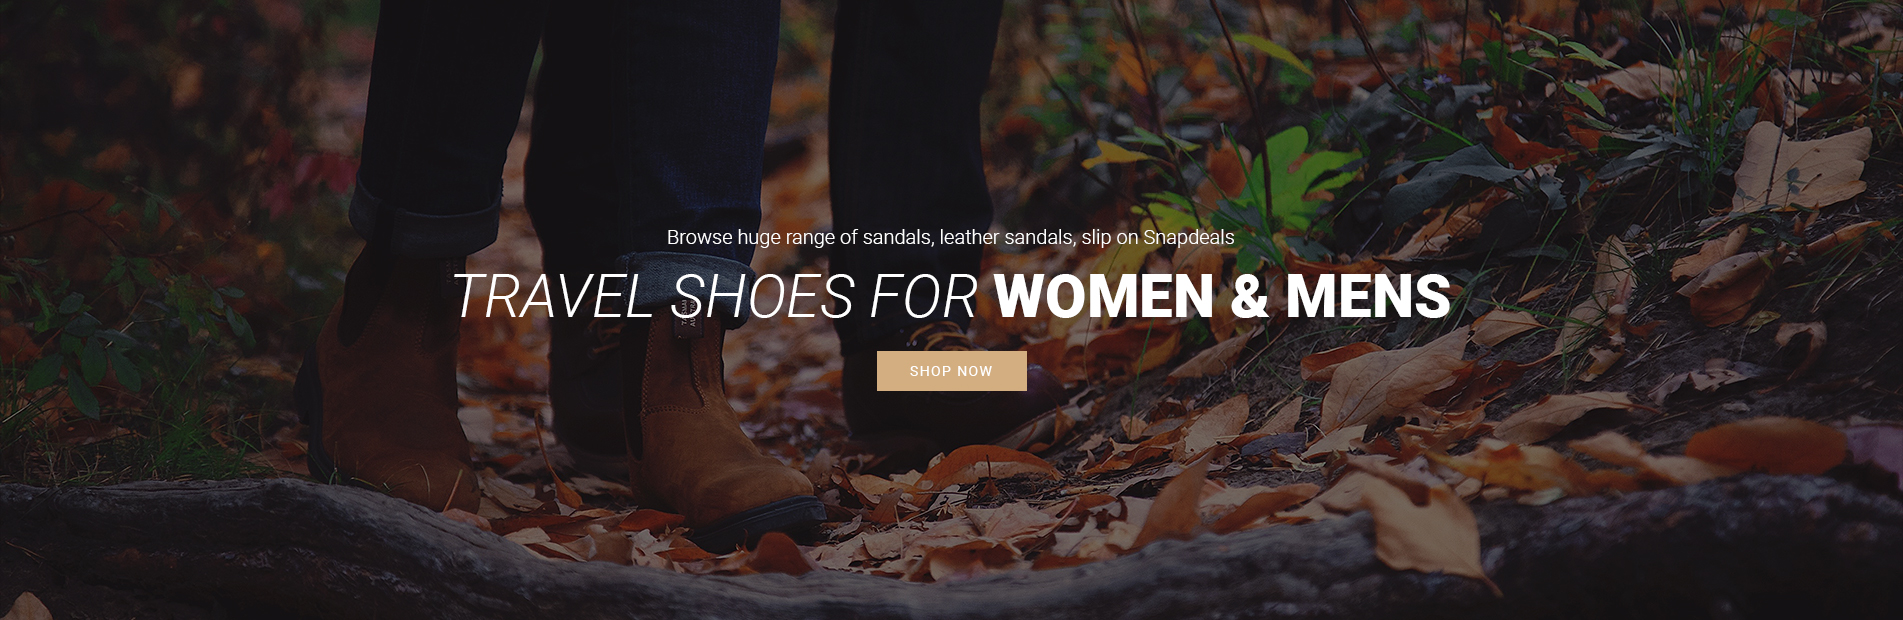 Browse huge range of sandals, leather sandals, slip on Snapdeals
TRAVEL SHOES FOR WOMEN & MENS
SHOP NOW